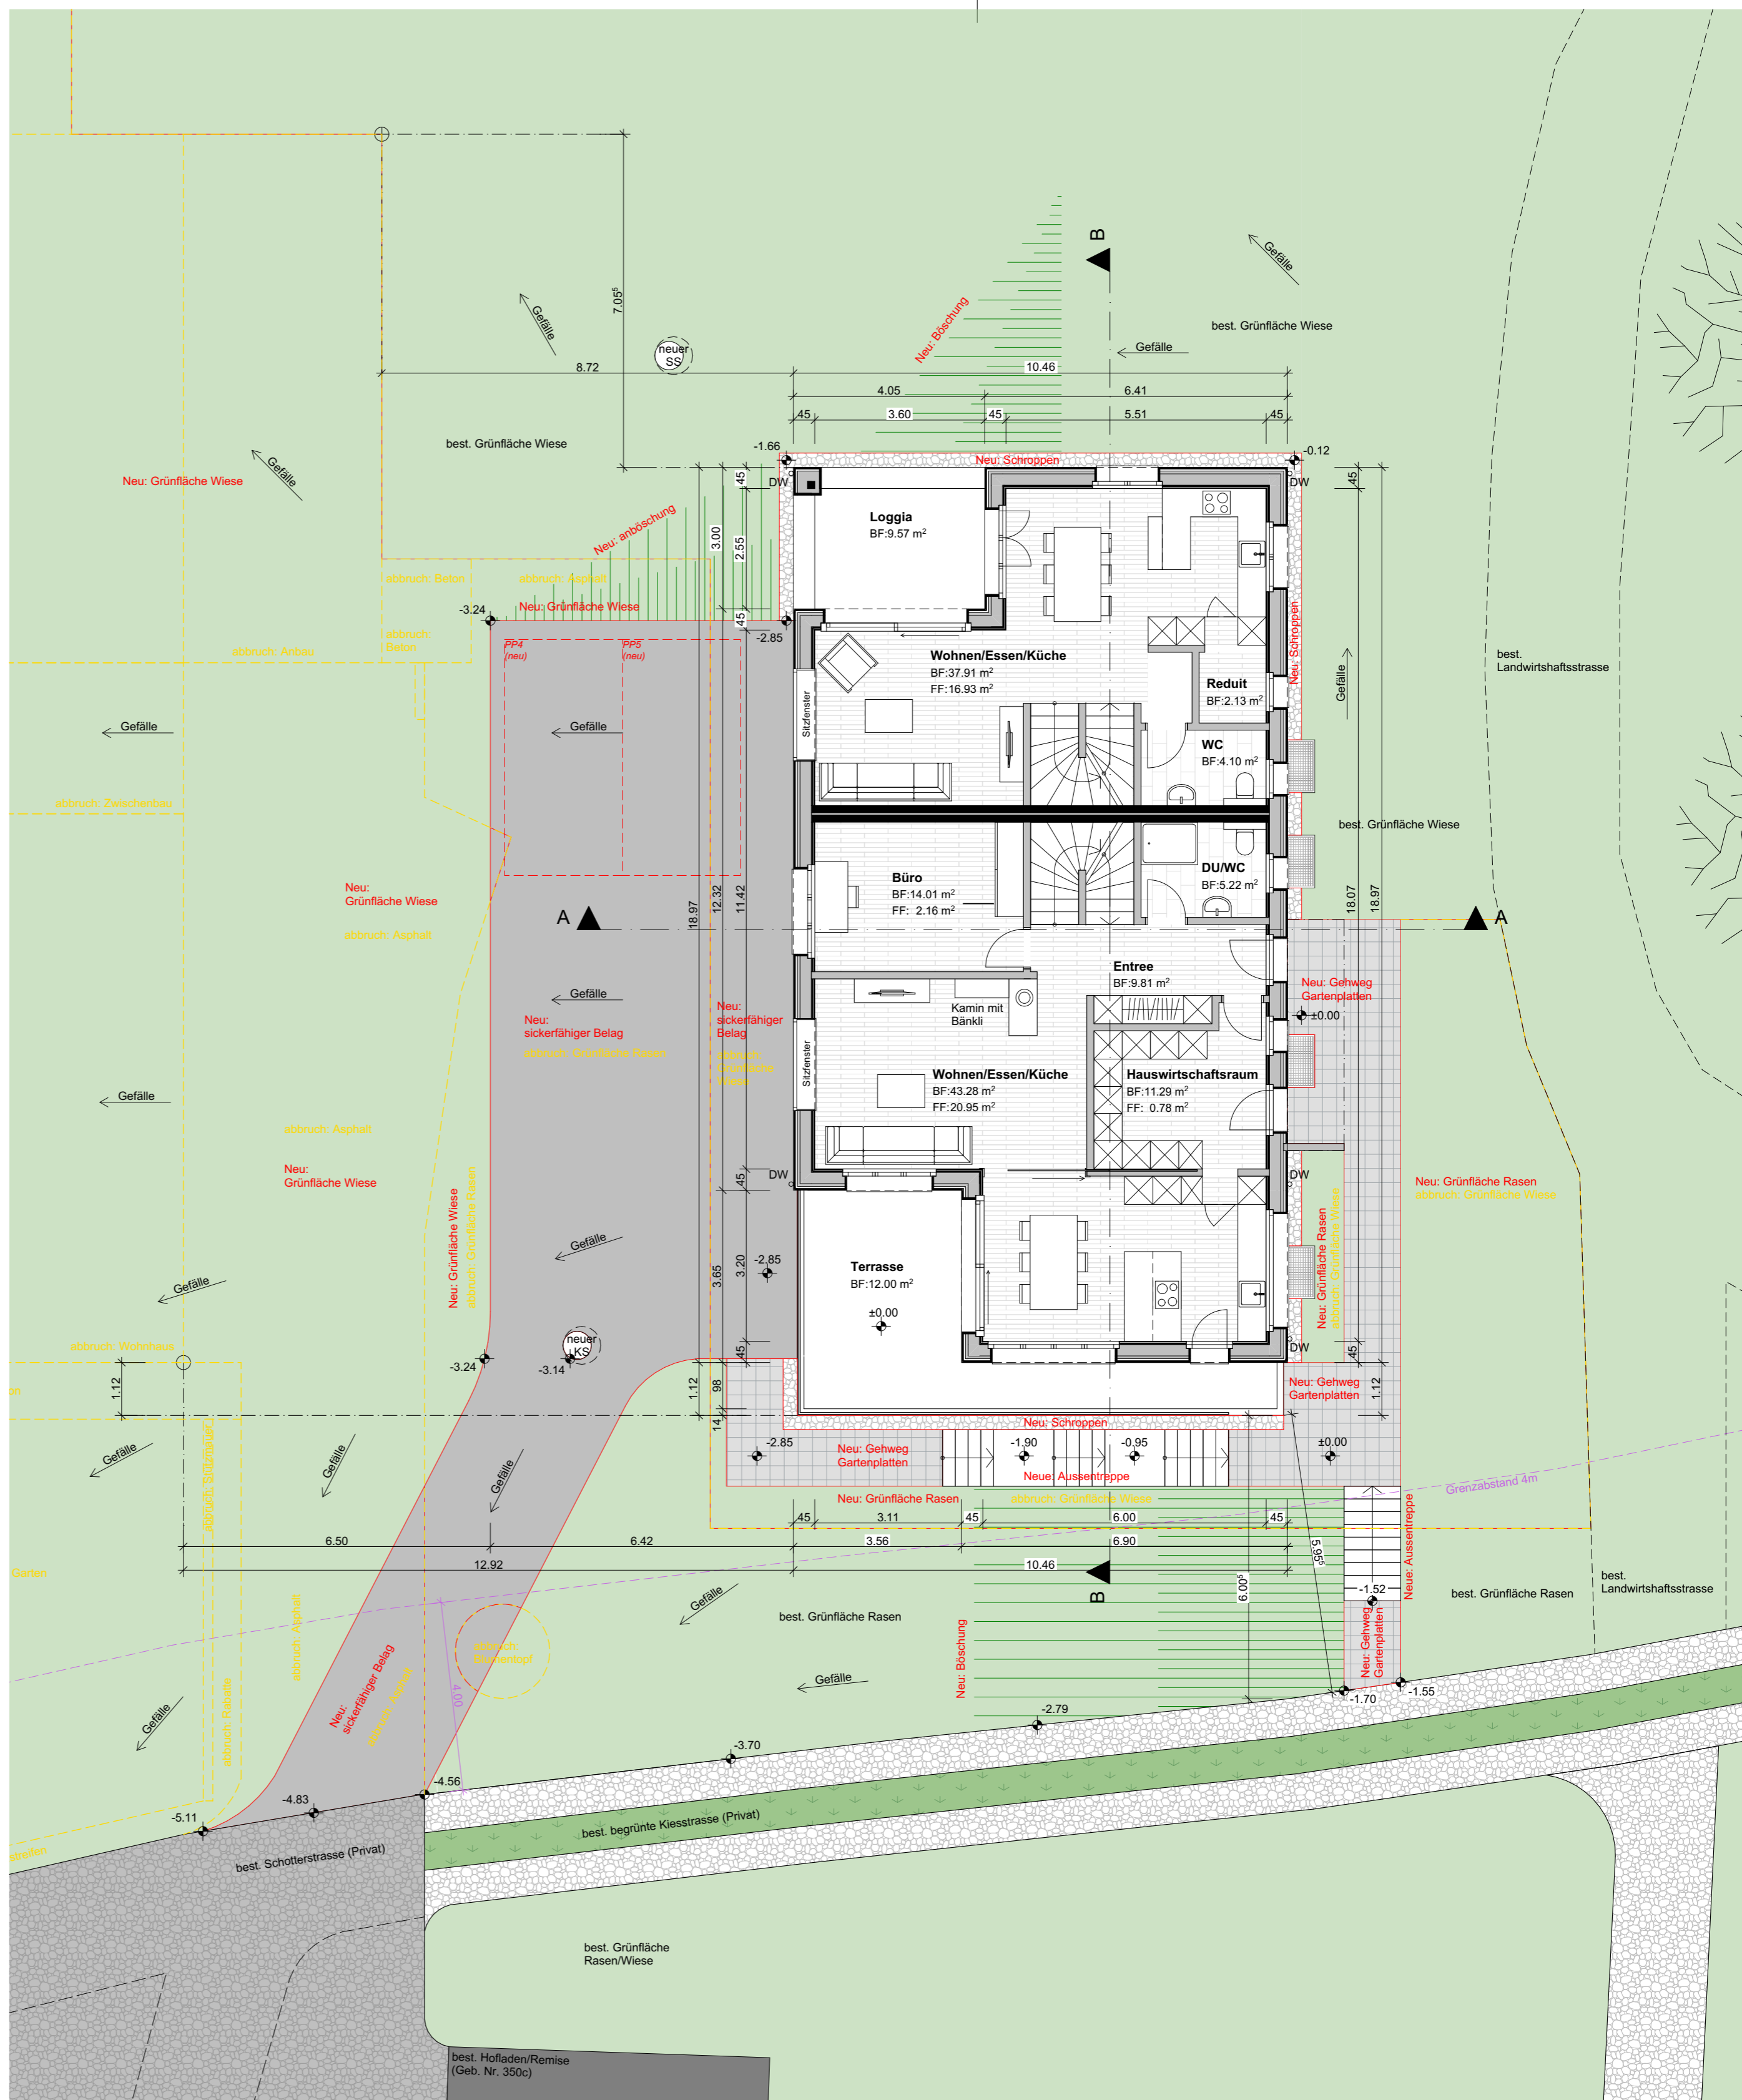 B
Gefälle
Gefälle
7.05⁵
Neu: Böschung
best. Grünfläche Wiese
Gefälle
neuer
SS
8.72
10.46
4.05
6.41
45
3.60
45
5.51
45
best. Grünfläche Wiese
-1.66
-0.12
Neu: Schroppen
Gefälle
Neu: Grünfläche Wiese
DW
DW
45
45
Loggia
BF:9.57 m²
Neu: anböschung
3.00
2.55
abbruch: Beton
abbruch: Asphalt
-3.24
Neu: Grünfläche Wiese
45
-2.85
abbruch:
Beton
abbruch: Anbau
PP4
(neu)
PP5
(neu)
Wohnen/Essen/Küche
BF:37.91 m²
FF:16.93 m²
Neu: Schroppen
Reduit
BF:2.13 m²
Gefälle
best.
Landwirtshaftsstrasse
Sitzfenster
Gefälle
Gefälle
WC
BF:4.10 m²
abbruch: Zwischenbau
best. Grünfläche Wiese
Neu:
Grünfläche Wiese
Büro
BF:14.01 m²
FF: 2.16 m²
DU/WC
BF:5.22 m²
18.97
12.32
11.42
18.07
18.97
A
A
abbruch: Asphalt
Entree
BF:9.81 m²
Neu: Gehweg
Gartenplatten
±0.00
Gefälle
Neu:
sickerfähiger Belag
abbruch: Grünfläche Rasen
Neu:
sickerfähiger
Belag
abbruch:
Grünfläche
Wiese
Kamin mit
Bänkli
Sitzfenster
Wohnen/Essen/Küche
BF:43.28 m²
FF:20.95 m²
Hauswirtschaftsraum
BF:11.29 m²
FF: 0.78 m²
Gefälle
abbruch: Asphalt
Neu:
Grünfläche Wiese
DW
45
DW
Neu: Grünfläche Rasen
abbruch: Grünfläche Wiese
Neu: Grünfläche Wiese
abbruch: Grünfläche Rasen
Neu: Grünfläche Rasen
abbruch: Grünfläche Wiese
Gefälle
-2.85
3.65
3.20
Terrasse
BF:12.00 m²
±0.00
Gefälle
abbruch: Wohnhaus
neuer
KS
-3.24
-3.14
45
DW
45
1.12
1.12
98
14
1.12
Neu: Gehweg
Gartenplatten
Neu: Schroppen
abbruch: Stützmauer
Gefälle
Gefälle
Gefälle
-2.85
Neu: Gehweg
Gartenplatten
-1.90
-0.95
±0.00
Neue: Aussentreppe
Grenzabstand 4m
Neu: Grünfläche Rasen
abbruch: Grünfläche Wiese
45
3.11
45
6.00
45
6.50
6.42
3.56
6.90
12.92
10.46
5.95⁵
6.00⁵
Neue: Aussentreppe
Garten
B
-1.52
best. Grünfläche Rasen
best.
Landwirtshaftsstrasse
Gefälle
best. Grünfläche Rasen
abbruch: Asphalt
abbruch:
Blumentopf
Neu: Böschung
Neu: Gehweg
Gartenplatten
Gefälle
4.00
Neu:
sickerfähiger Belag
abbruch: Asphalt
abbruch: Rabatte
Gefälle
-1.70
-1.55
-2.79
-3.70
-4.56
-4.83
-5.11
best. begrünte Kiesstrasse (Privat)
best. Schotterstrasse (Privat)
best. Grünfläche
Rasen/Wiese
best. Hofladen/Remise
(Geb. Nr. 350c)